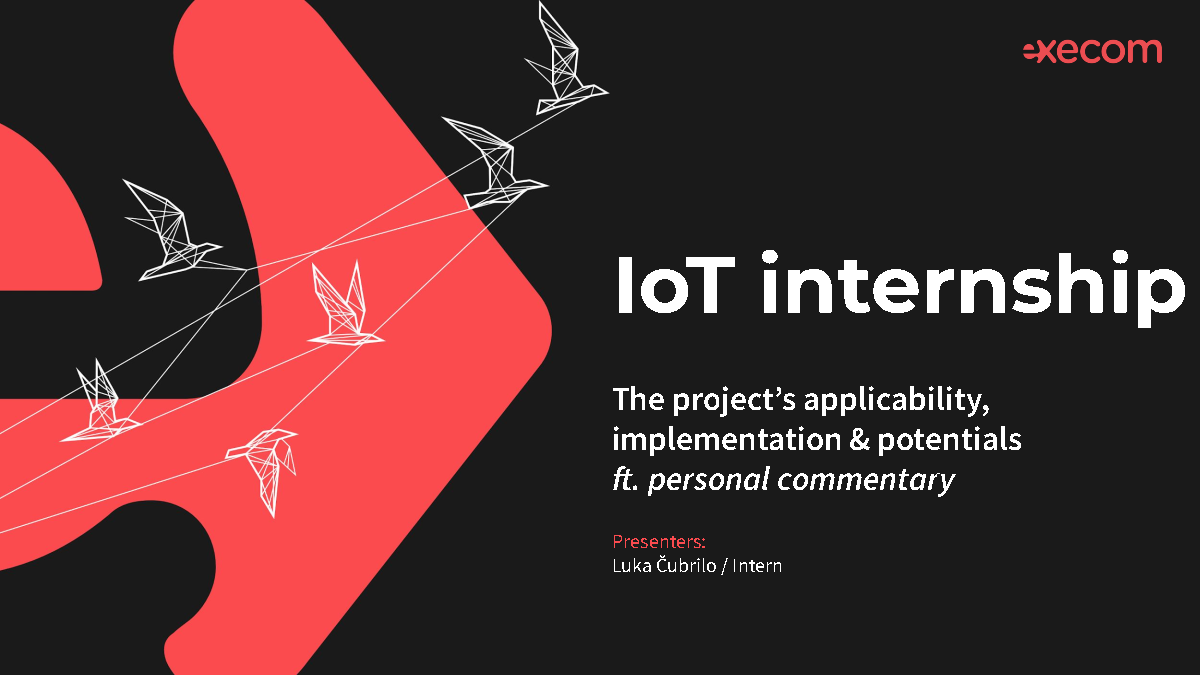 execom
IoT internship
The project’s applicability,
implementation & potentials
ft. personal commentary
Presenters:
Luka Čubrilo / Intern